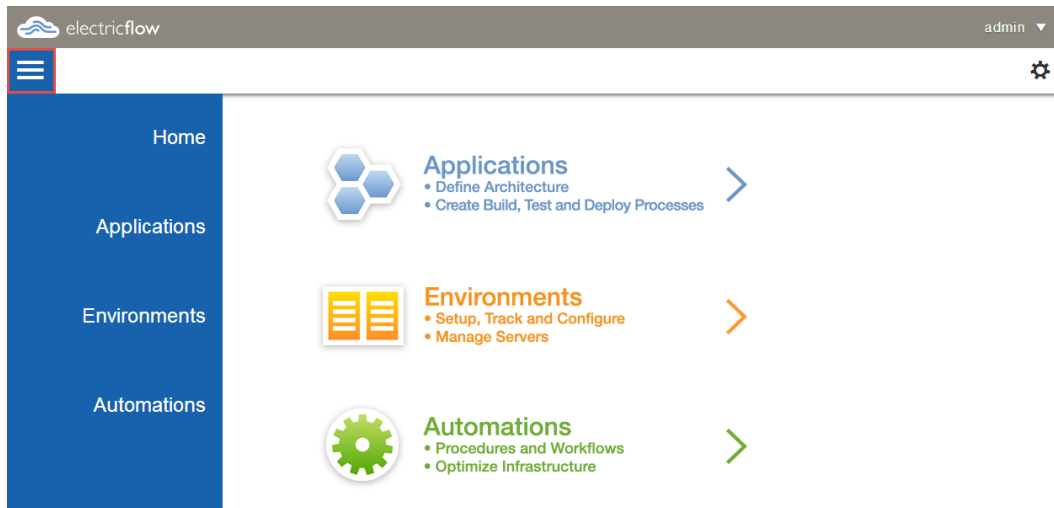 electricflow
admin ▼
Home
Applications
Environments
Automations
Applications
• Define Architecture
• Create Build, Test and Deploy Processes
Environments
• Setup, Track and Configure
• Manage Servers
Automations
• Procedures and Workflows
• Optimize Infrastructure